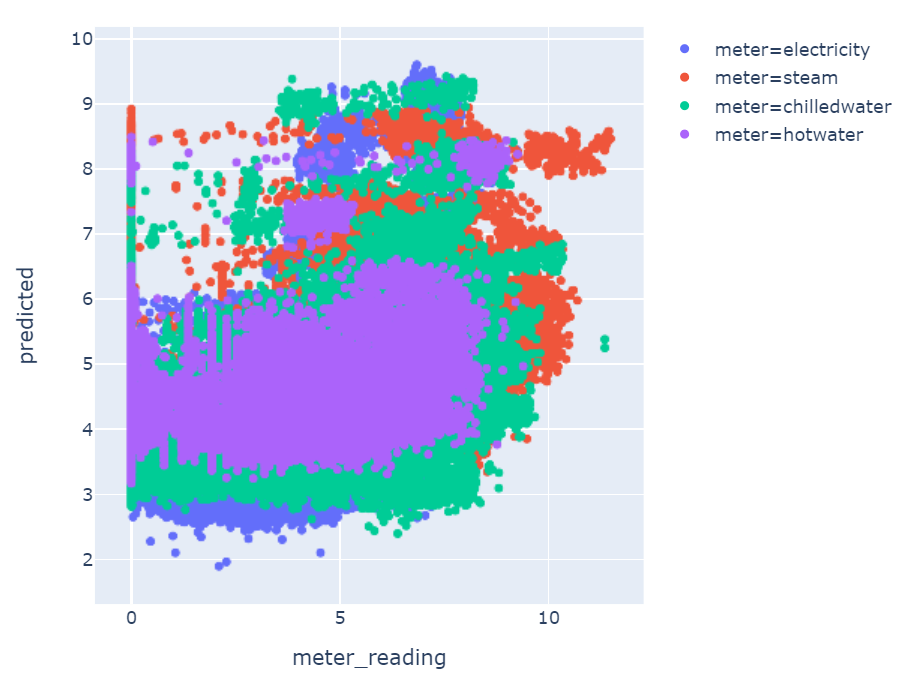 10
9
8
7
6
5
4
3
2
predicted
0
5
10
meter_reading
meter=electricity
meter=steam
meter=chilledwater
meter=hotwater